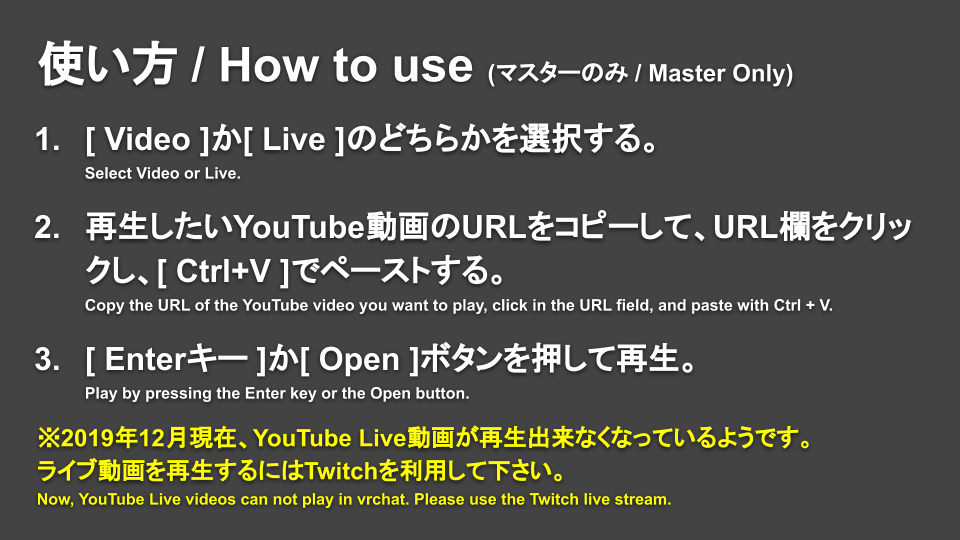 使い方 / How to use (マスターのみ / Master Only)
1. [ Video ]か[ Live ]のどちらかを選択する。
Select Video or Live.
2. 再生したいYouTube動画のURLをコピーして、URL欄をクリッ
クし、[ Ctrl+V ]でペーストする。
Copy the URL of the YouTube video you want to play, click in the URL field, and paste with Ctrl + V.
3. [ Enterキー ]か[ Open ]ボタンを押して再生。
Play by pressing the Enter key or the Open button.
※2019年12月現在、YouTube Live動画が再生出来なくなっているようです。
ライブ動画を再生するにはTwitchを利用して下さい。
Now, YouTube Live videos can not play in vrchat. Please use the Twitch live stream.